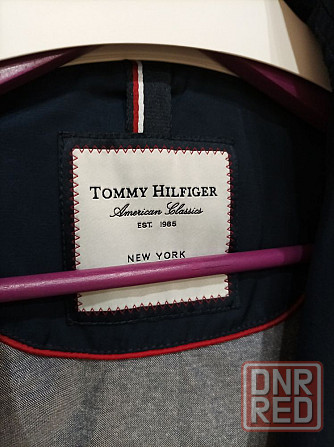 TOMMY HILFIGER
American Classics
EST. 1985
NEW YORK
DNR
RED